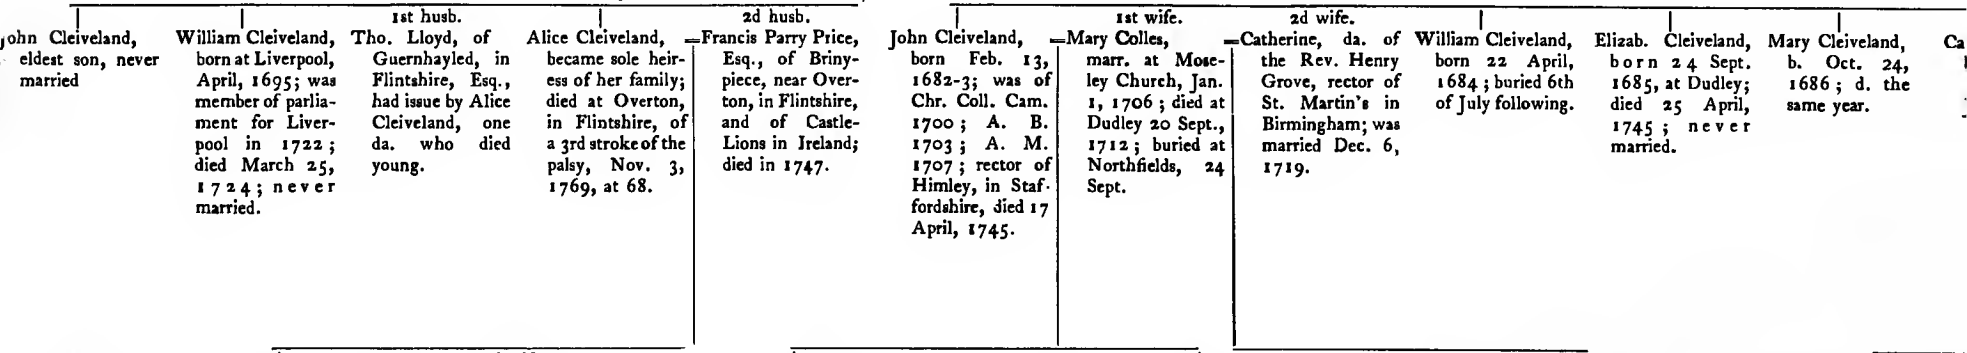 John Cleiveland,
eldest son, never
married
William Cleiveland,
born at Liverpool,
April, 1695; was
member of parlia-
ment for Liver-
pool in 1722;
died March 25,
1724; never
married.
1st husb.
Tho. Lloyd, of
Guernhayled, in
Flintshire, Esq.,
had issue by Alice
Cleiveland, one
da. who died
young.
Alice Cleiveland,
became sole heir-
ess of her family;
died at Overton,
in Flintshire, of
a 3rd stroke of the
palsy, Nov. 3,
1769, at 68.
2d husb.
=Francis Parry Price,
Esq., of Briny-
piece, near Over-
ton, in Flintshire,
and of Castle-
Lions in Ireland;
died in 1747.
John Cleiveland,
born Feb. 13,
1682-3; was of
Chr. Coll. Cam.
1700; A. B.
1703; A. M.
1707; rector of
Himley, in Staf-
fordshire, died 17
April, 1745.
1st wife.
=Mary Colles,
marr. at Mose-
ley Church, Jan.
1, 1706; died at
Dudley 20 Sept.,
1712; buried at
Northfields, 24
Sept.
2d wife.
=Catherine, da. of
the Rev. Henry
Grove, rector of
St. Martin's in
Birmingham; was
married Dec. 6,
1719.
William Cleiveland,
born 22 April,
1684; buried 6th
of July following.
Elizab. Cleiveland,
born 24 Sept.
1685, at Dudley;
died 25 April,
1745; never
married.
Mary Cleiveland,
b. Oct. 24,
1686; d. the
same year.
Ca